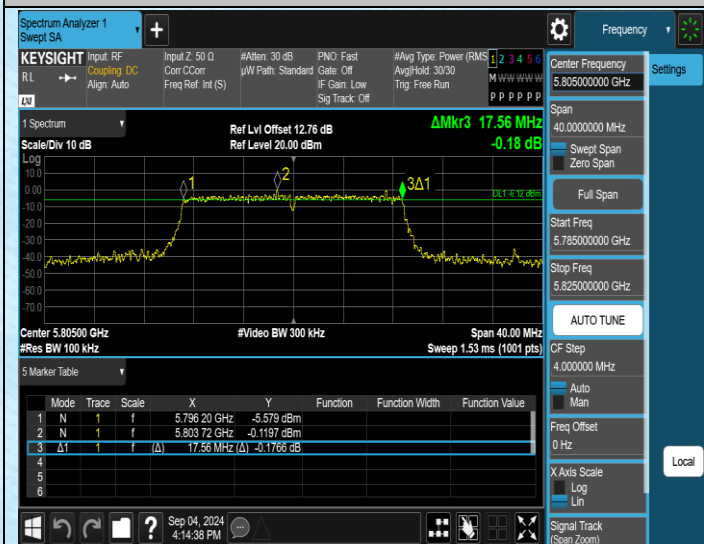 Spectrum Analyzer 1
Swept SA
+
Frequency
KEYSIGHT
RL
LXI
Input: RF
Coupling: DC
Align: Auto
Input Z: 50 Ω
Corr CCorr
Freq Ref: Int (S)
#Atten: 30 dB
µW Path: Standard
PNO: Fast
Gate: Off
IF Gain: Low
Sig Track: Off
#Avg Type: Power (RMS
Avg|Hold: 30/30
Trig: Free Run
1 2 3 4 5 6
M W W W W W
P P P P P P
Center Frequency
5.805000000 GHz
Settings
Span
40.0000000 MHz
Swept Span
Zero Span
Full Span
Start Freq
5.785000000 GHz
Stop Freq
5.825000000 GHz
AUTO TUNE
CF Step
4.000000 MHz
Auto
Man
Freq Offset
0 Hz
X Axis Scale
Log
Lin
Signal Track
(Span Zoom)
Local
1 Spectrum
Scale/Div 10 dB
Ref Lvl Offset 12.76 dB
Ref Level 20.00 dBm
ΔMkr3 17.56 MHz
-0.18 dB
Log
10.0
0.00
-10.0
-20.0
-30.0
-40.0
-50.0
-60.0
-70.0
1
2
3Δ1
DL1 -6.12 dBm
Center 5.80500 GHz
#Video BW 300 kHz
Span 40.00 MHz
#Res BW 100 kHz
Sweep 1.53 ms (1001 pts)
5 Marker Table
Mode Trace Scale X Y Function Function Width Function Value
1 N 1 f 5.796 20 GHz -5.579 dBm
2 N 1 f 5.803 72 GHz -0.1197 dBm
3 Δ1 1 f (Δ) 17.56 MHz (Δ) -0.1766 dB
4
5
6
?
Sep 04, 2024
4:14:38 PM